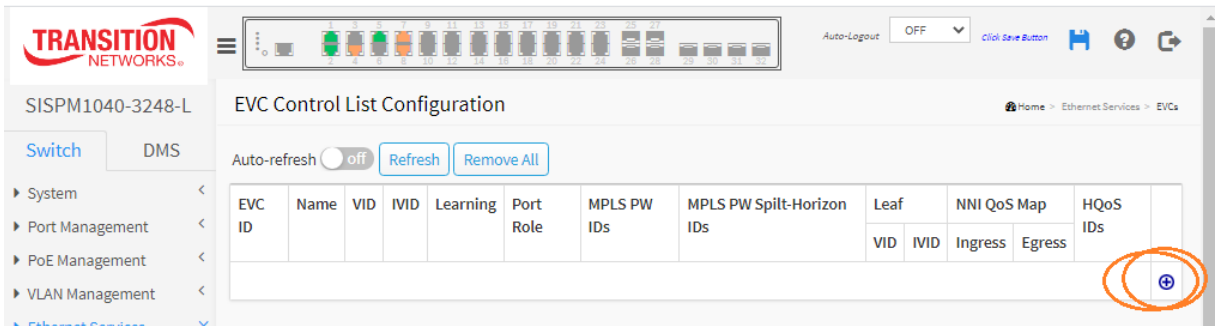 1 3 5 7 9 11 13 15 17 19 21 23 25 27
TRANSITION
NETWORKS®
Auto-Logout OFF Click Save Button
2 4 6 8 10 12 14 16 18 20 22 24 26 28 29 30 31 32
SISPM1040-3248-L
EVC Control List Configuration
Home > Ethernet Services > EVCs
Switch DMS
Auto-refresh off Refresh Remove All
System
Port Management
PoE Management
VLAN Management
Ethernet Services
EVC ID Name VID IVID Learning Port Role MPLS PW IDs MPLS PW Spilt-Horizon IDs Leaf NNI QoS Map HQoS IDs
VID IVID Ingress Egress